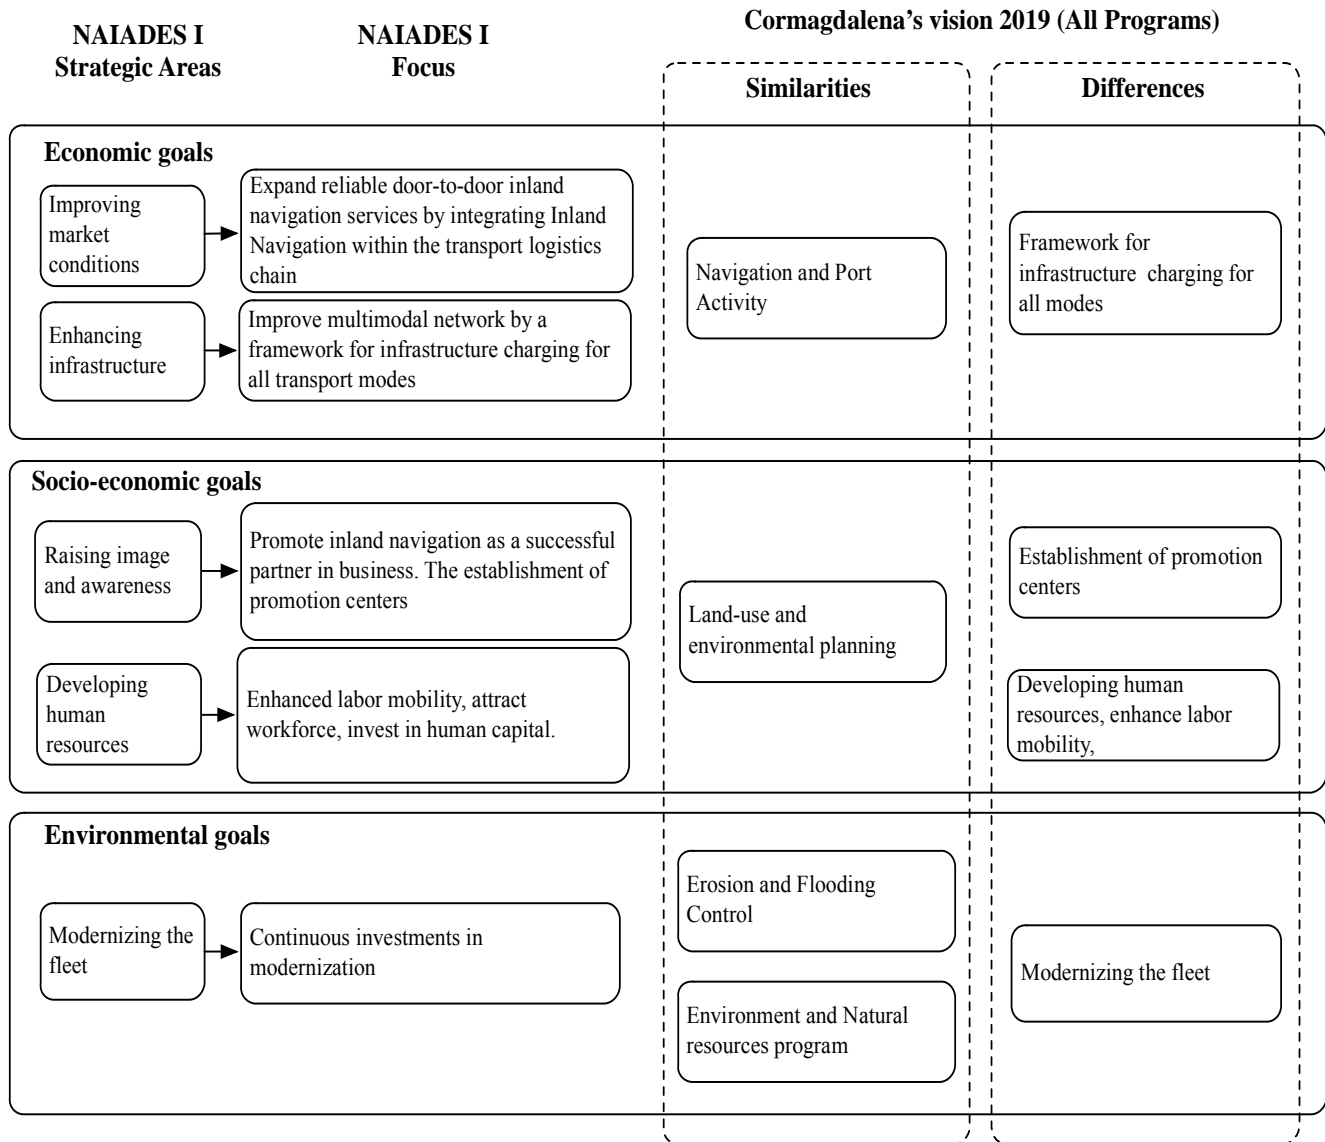 NAIADES I
Strategic Areas
NAIADES I
Focus
Cormagdalena’s vision 2019 (All Programs)
Similarities
Differences
Economic goals
Improving
market
conditions
Expand reliable door-to-door inland
navigation services by integrating Inland
Navigation within the transport logistics
chain
Enhancing
infrastructure
Improve multimodal network by a
framework for infrastructure charging for
all transport modes
Navigation and Port
Activity
Framework for
infrastructure charging for
all modes
Socio-economic goals
Raising image
and awareness
Promote inland navigation as a successful
partner in business. The establishment of
promotion centers
Developing
human
resources
Enhanced labor mobility, attract
workforce, invest in human capital.
Land-use and
environmental planning
Establishment of promotion
centers
Developing human
resources, enhance labor
mobility,
Environmental goals
Modernizing the
fleet
Continuous investments in
modernization
Erosion and Flooding
Control
Environment and Natural
resources program
Modernizing the fleet